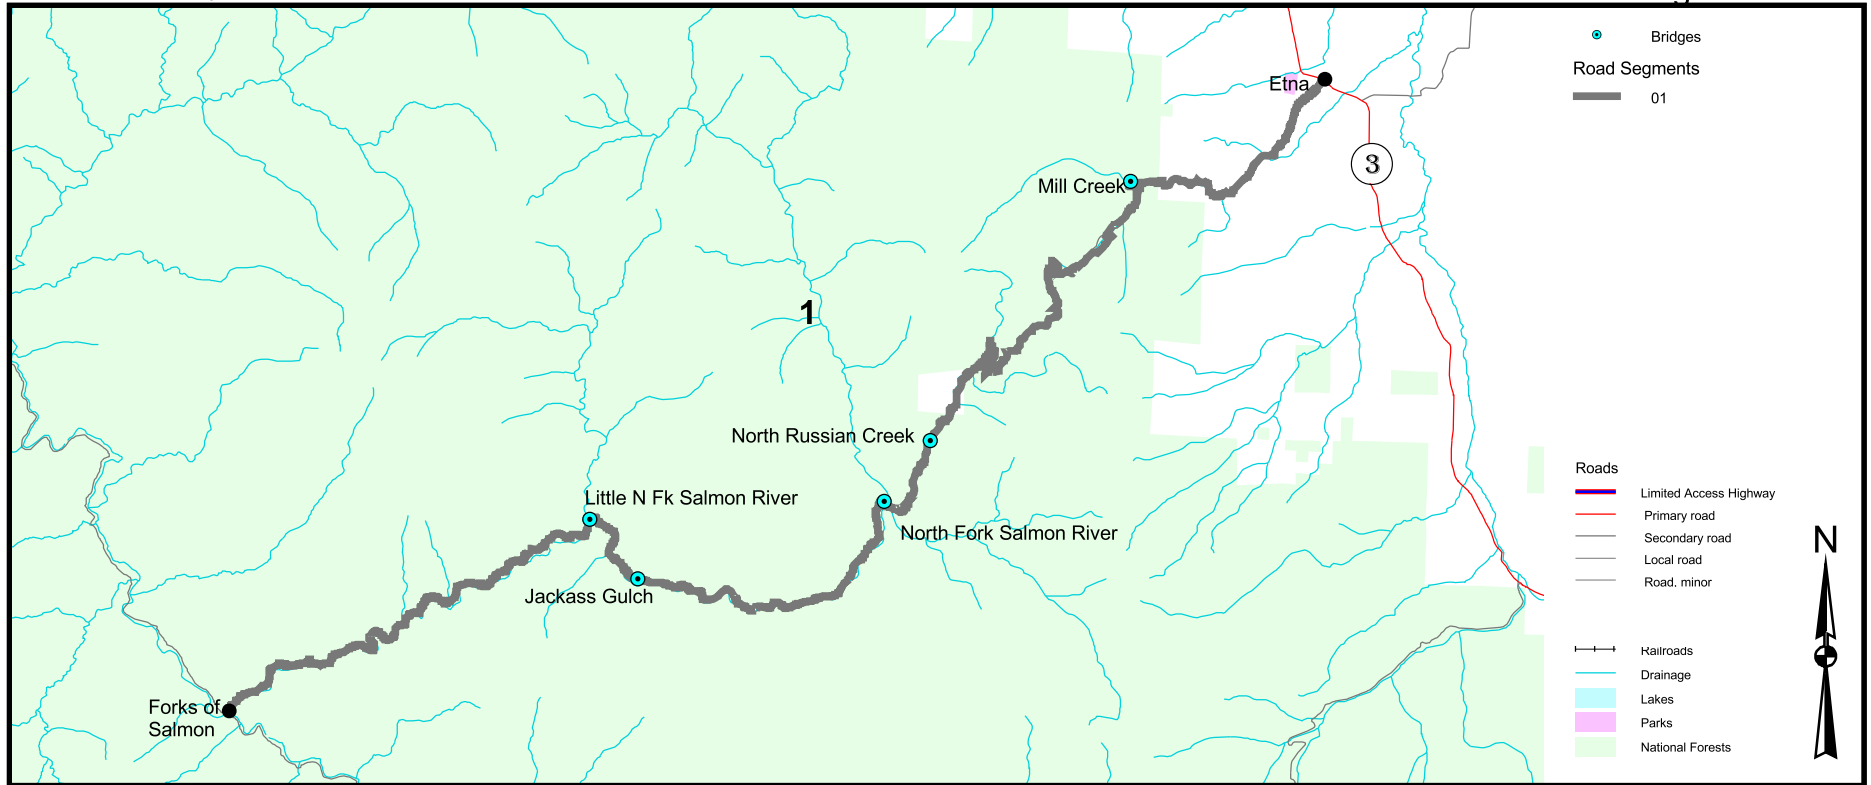 Bridges
Road Segments
01
Etna
3
Mill Creek
1
North Russian Creek
Little N Fk Salmon River
North Fork Salmon River
Jackass Gulch
Forks of
Salmon
Roads
Limited Access Highway
Primary road
Secondary road
Local road
Road, minor
N
Railroads
Drainage
Lakes
Parks
National Forests